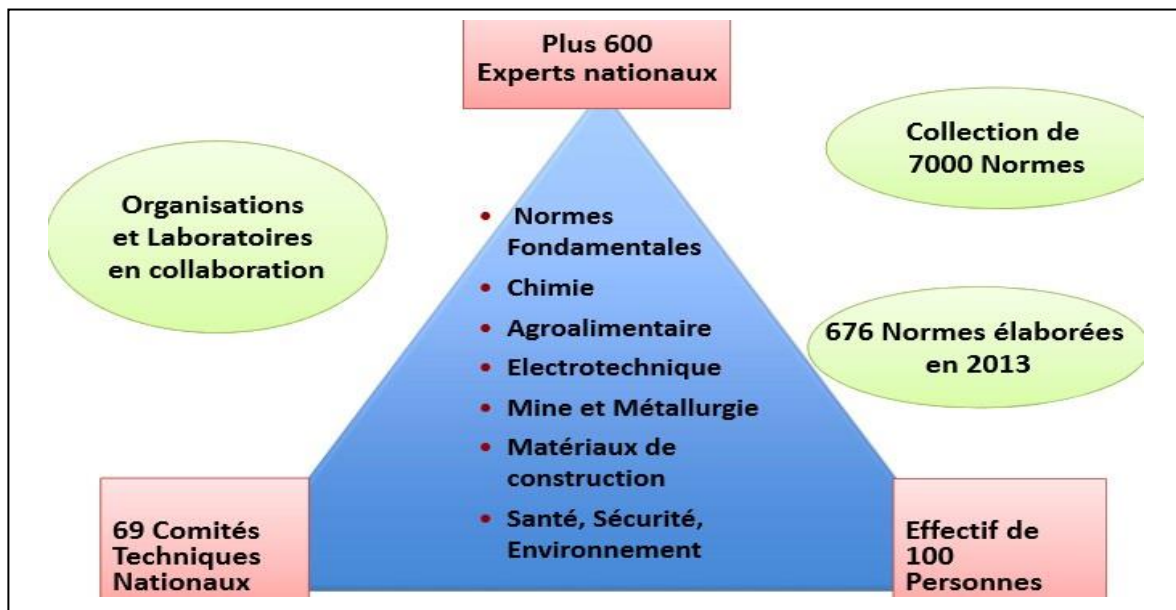 Plus 600
Experts nationaux
Collection de
7000 Normes
Organisations
et Laboratoires
en collaboration
• Normes
Fondamentales
• Chimie
• Agroalimentaire
• Electrotechnique
• Mine et Métallurgie
• Matériaux de
construction
• Santé, Sécurité,
Environnement
676 Normes élaborées
en 2013
69 Comités
Techniques
Nationaux
Effectif de
100
Personnes